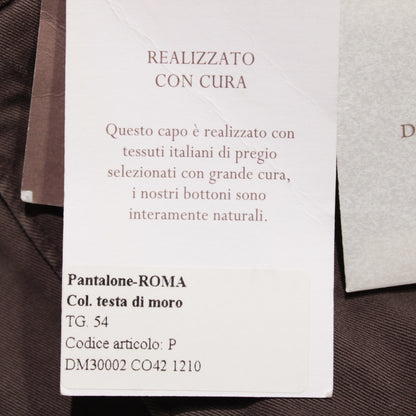 REALIZZATO
CON CURA
Questo capo è realizzato con
tessuti italiani di pregio
selezionati con grande cura,
i nostri bottoni sono
interamente naturali.
Pantalone-ROMA
Col. testa di moro
TG. 54
Codice articolo: P
DM30002 CO42 1210
D